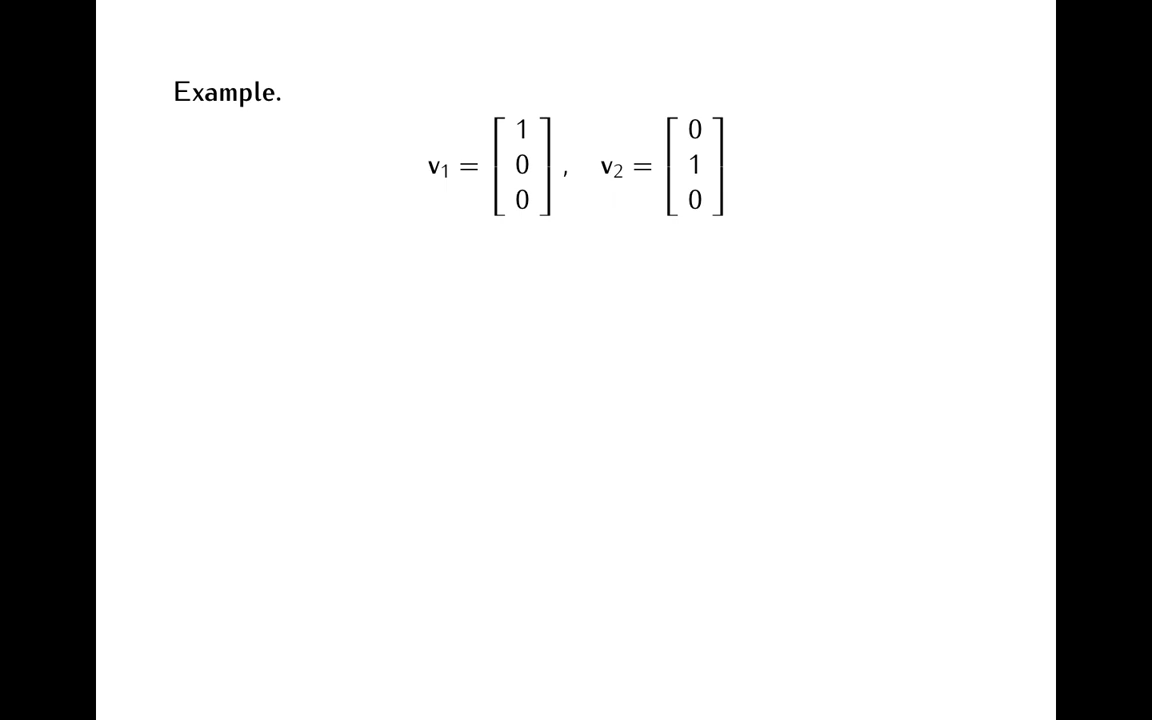 Example.
v₁ = [ 1 0 0 ] , v₂ = [ 0 1 0 ]